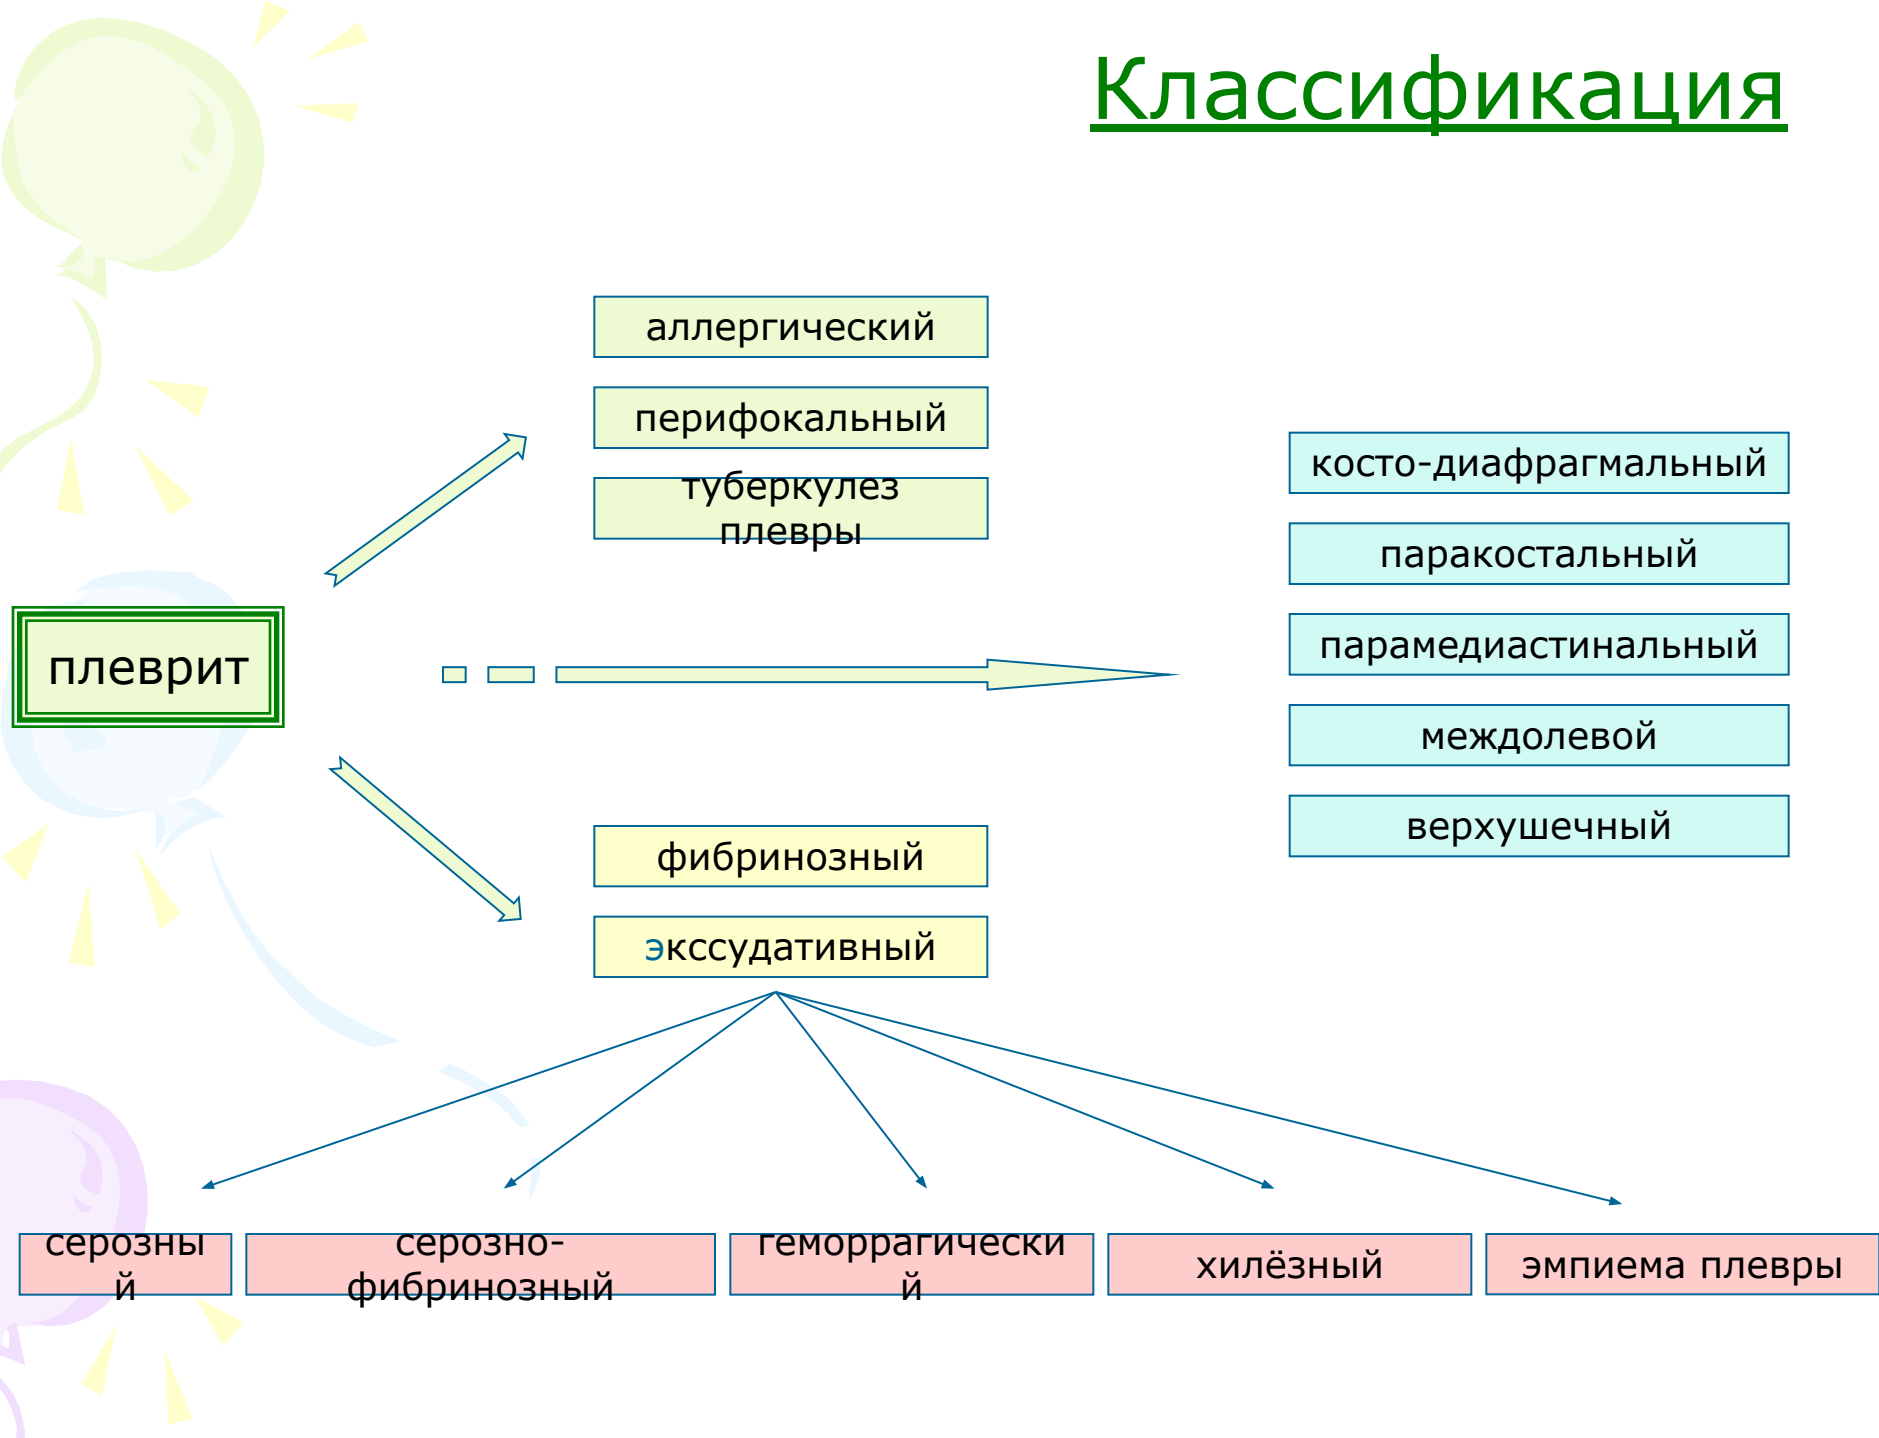 Классификация
аллергический
перифокальный
туберкулез
плевры
косто-диафрагмальный
паракостальный
парамедиастинальный
междолевой
верхушечный
плеврит
фибринозный
экссудативный
серозны
й
серозно-
фибринозный
геморрагически
й
хилёзный
эмпиема плевры